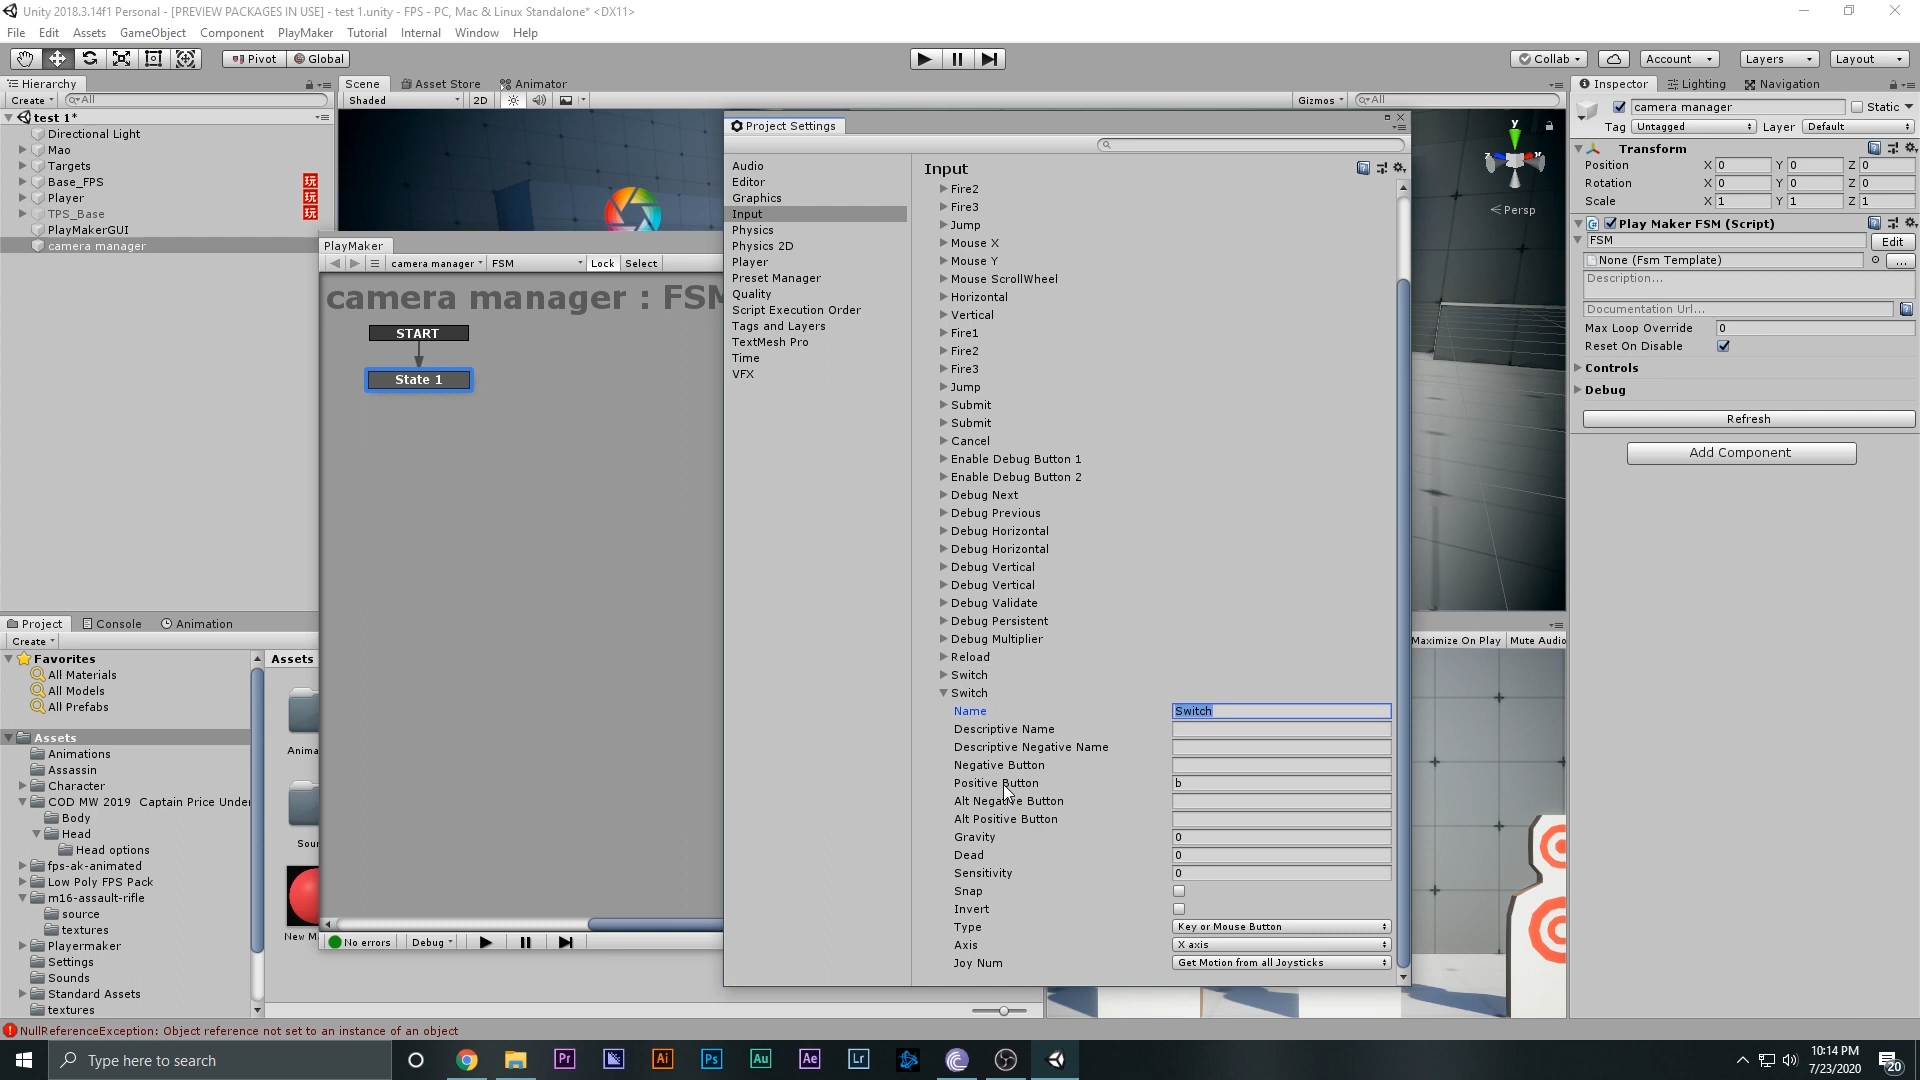 Unity 2018.3.14f1 Personal - [PREVIEW PACKAGES IN USE] - test 1.unity - FPS - PC, Mac & Linux Standalone* <DX11>
File Edit Assets GameObject Component PlayMaker Tutorial Internal Window Help
Pivot Global Collab Account Layers Layout
Hierarchy
Create All
test 1*
Directional Light
Mao
Targets
Base_FPS 玩
Player 玩
TPS_Base 玩
PlayMakerGUI
camera manager
Scene Asset Store Animator
Shaded 2D Gizmos All
y
z x
Persp
PlayMaker
camera manager FSM Lock Select
camera manager : FSM
START
State 1
No errors Debug
Project Settings
Audio
Editor
Graphics
Input
Physics
Physics 2D
Player
Preset Manager
Quality
Script Execution Order
Tags and Layers
TextMesh Pro
Time
VFX
Input
Fire2
Fire3
Jump
Mouse X
Mouse Y
Mouse ScrollWheel
Horizontal
Vertical
Fire1
Fire2
Fire3
Jump
Submit
Submit
Cancel
Enable Debug Button 1
Enable Debug Button 2
Debug Next
Debug Previous
Debug Horizontal
Debug Horizontal
Debug Vertical
Debug Vertical
Debug Validate
Debug Persistent
Debug Multiplier
Reload
Switch
Switch
Name Switch
Descriptive Name
Descriptive Negative Name
Negative Button
Positive Button b
Alt Negative Button
Alt Positive Button
Gravity 0
Dead 0
Sensitivity 0
Snap
Invert
Type Key or Mouse Button
Axis X axis
Joy Num Get Motion from all Joysticks
Inspector Lighting Navigation
camera manager Static
Tag Untagged Layer Default
Transform
Position X 0 Y 0 Z 0
Rotation X 0 Y 0 Z 0
Scale X 1 Y 1 Z 1
Play Maker FSM (Script)
FSM Edit
None (Fsm Template) ...
Description...
Documentation Url...
Max Loop Override 0
Reset On Disable
Controls
Debug
Refresh
Add Component
Maximize On Play Mute Audio
Project Console Animation
Create
Favorites
All Materials
All Models
All Prefabs
Assets
Animations
Assassin
Character
COD MW 2019 Captain Price Under
Body
Head
Head options
fps-ak-animated
Low Poly FPS Pack
m16-assault-rifle
source
textures
Playermaker
Settings
Sounds
Standard Assets
textures
Assets
Anima
Soun
New M
NullReferenceException: Object reference not set to an instance of an object
Type here to search
Pr Ai Ps Au Ae Lr
10:14 PM
7/23/2020
20